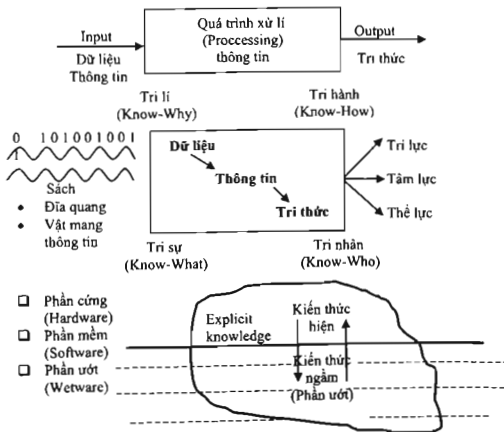 Input
Dữ liệu
Thông tin
Quá trình xử lí
(Proccessing)
thông tin
Output
Tri thức
Tri lí
(Know-Why)
Tri hành
(Know-How)
0 101001001
1
Sách
• Đĩa quang
• Vật mang
thông tin
Dữ liệu
Thông tin
Tri thức
Trí lực
Tâm lực
Thể lực
Tri sự
(Know-What)
Tri nhân
(Know-Who)
❑ Phần cứng
(Hardware)
❑ Phần mềm
(Software)
❑ Phần ướt
(Wetware)
Explicit
knowledge
Kiến thức
hiện
Kiến thức
ngầm
(Phần ướt)